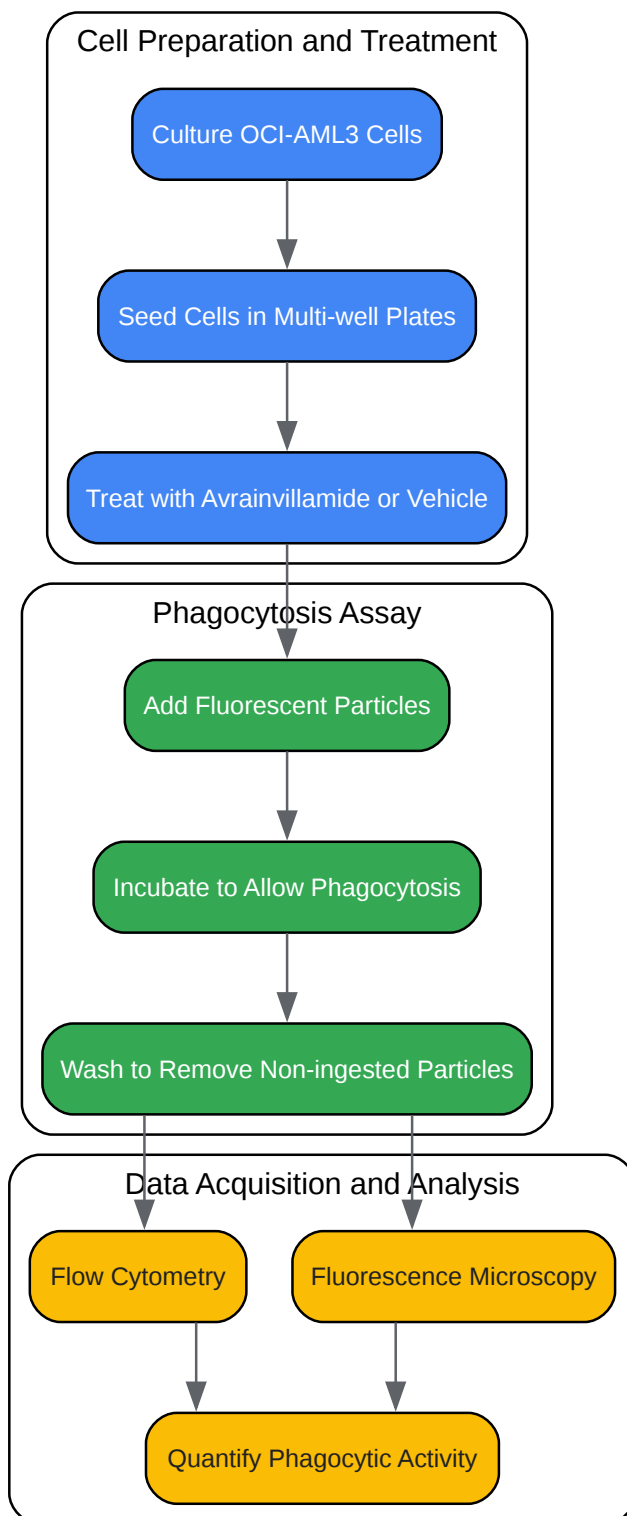 Cell Preparation and Treatment
Culture OCI-AML3 Cells
Seed Cells in Multi-well Plates
Treat with Avrainvillamide or Vehicle
Phagocytosis Assay
Add Fluorescent Particles
Incubate to Allow Phagocytosis
Wash to Remove Non-ingested Particles
Data Acquisition and Analysis
Flow Cytometry
Fluorescence Microscopy
Quantify Phagocytic Activity